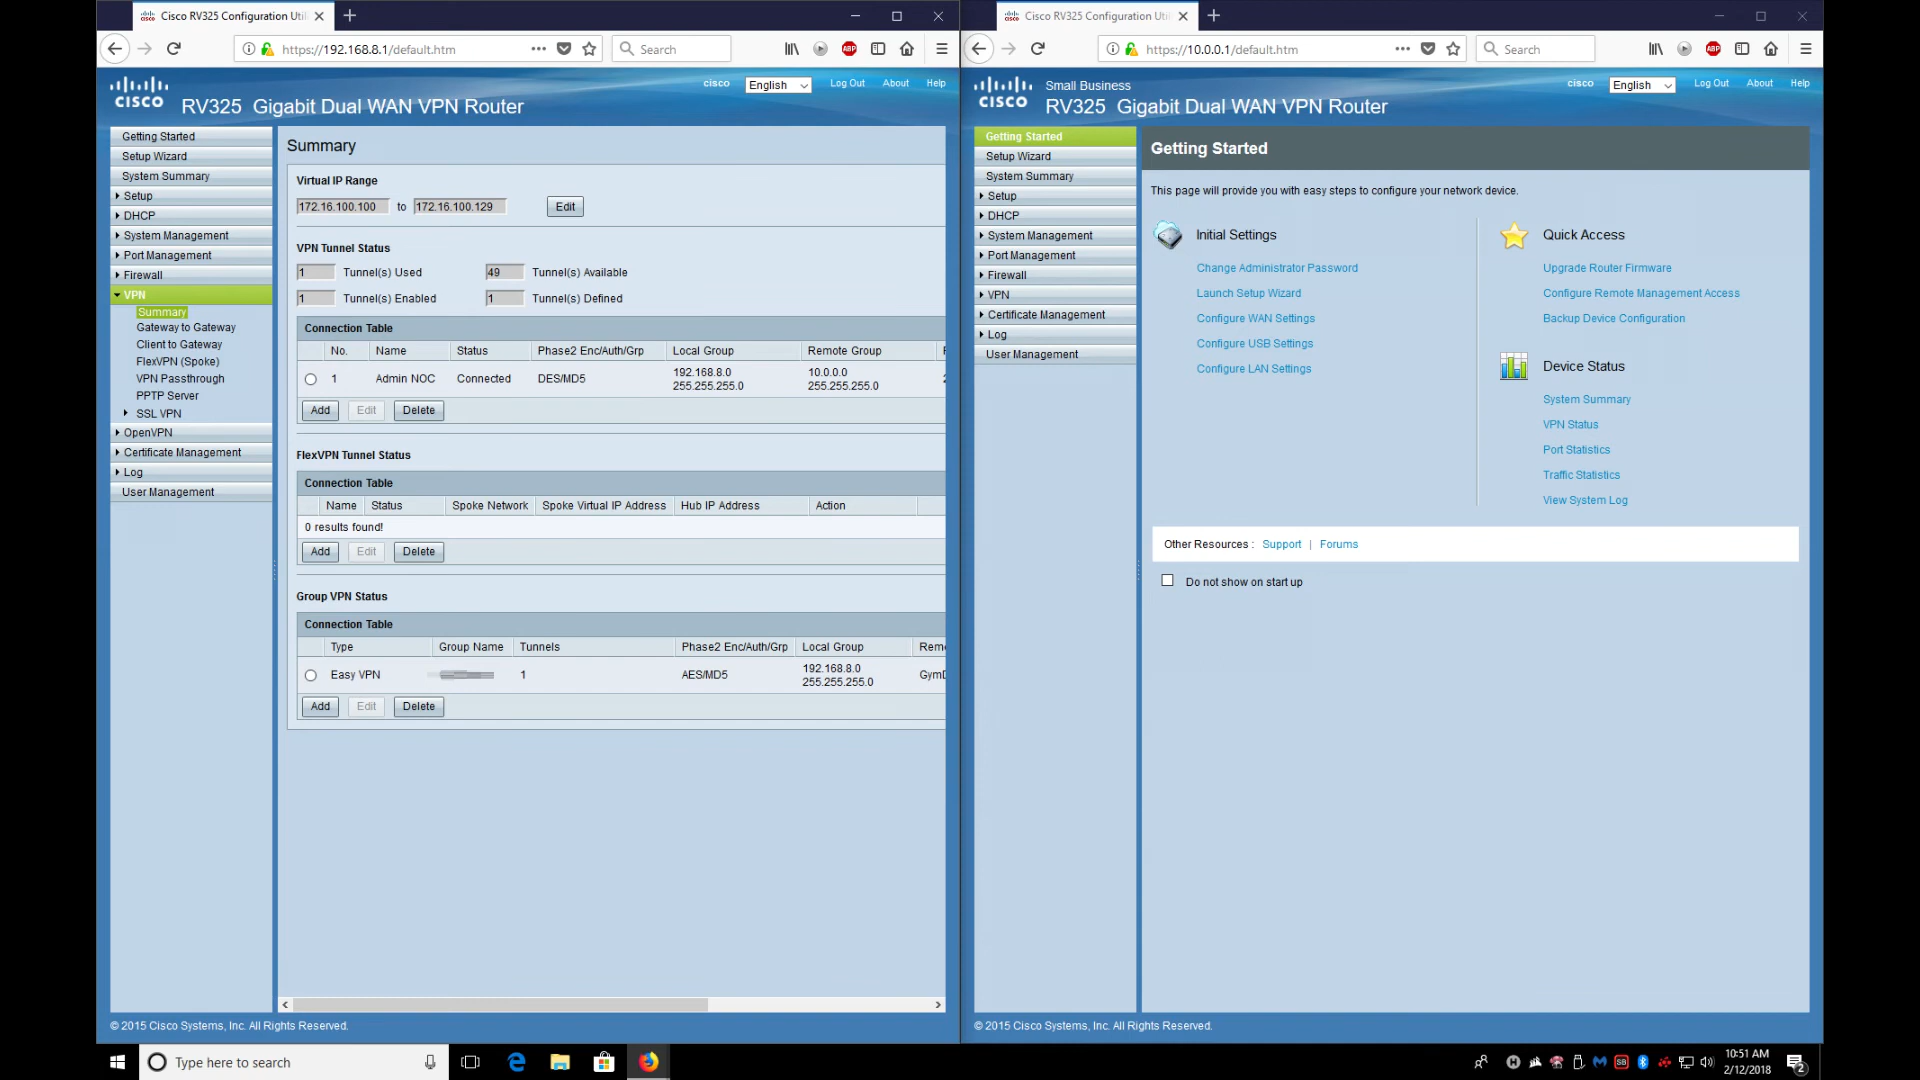 Cisco RV325 Configuration Uti
https://192.168.8.1/default.htm
Search
cisco English Log Out About Help
CISCO RV325 Gigabit Dual WAN VPN Router
Getting Started
Setup Wizard
System Summary
Setup
DHCP
System Management
Port Management
Firewall
VPN
Summary
Gateway to Gateway
Client to Gateway
FlexVPN (Spoke)
VPN Passthrough
PPTP Server
SSL VPN
OpenVPN
Certificate Management
Log
User Management
Summary
Virtual IP Range
172.16.100.100 to 172.16.100.129 Edit
VPN Tunnel Status
1 Tunnel(s) Used 49 Tunnel(s) Available
1 Tunnel(s) Enabled 1 Tunnel(s) Defined
Connection Table
No. Name Status Phase2 Enc/Auth/Grp Local Group Remote Group
1 Admin NOC Connected DES/MD5 192.168.8.0 255.255.255.0 10.0.0.0 255.255.255.0
Add Edit Delete
FlexVPN Tunnel Status
Connection Table
Name Status Spoke Network Spoke Virtual IP Address Hub IP Address Action
0 results found!
Add Edit Delete
Group VPN Status
Connection Table
Type Group Name Tunnels Phase2 Enc/Auth/Grp Local Group Rem
Easy VPN 1 AES/MD5 192.168.8.0 255.255.255.0 Gym
Add Edit Delete
© 2015 Cisco Systems, Inc. All Rights Reserved.
Cisco RV325 Configuration Uti
https://10.0.0.1/default.htm
Search
Small Business
cisco English Log Out About Help
CISCO RV325 Gigabit Dual WAN VPN Router
Getting Started
Setup Wizard
System Summary
Setup
DHCP
System Management
Port Management
Firewall
VPN
Certificate Management
Log
User Management
Getting Started
This page will provide you with easy steps to configure your network device.
Initial Settings
Change Administrator Password
Launch Setup Wizard
Configure WAN Settings
Configure USB Settings
Configure LAN Settings
Quick Access
Upgrade Router Firmware
Configure Remote Management Access
Backup Device Configuration
Device Status
System Summary
VPN Status
Port Statistics
Traffic Statistics
View System Log
Other Resources : Support | Forums
Do not show on start up
© 2015 Cisco Systems, Inc. All Rights Reserved.
Type here to search
10:51 AM
2/12/2018
2